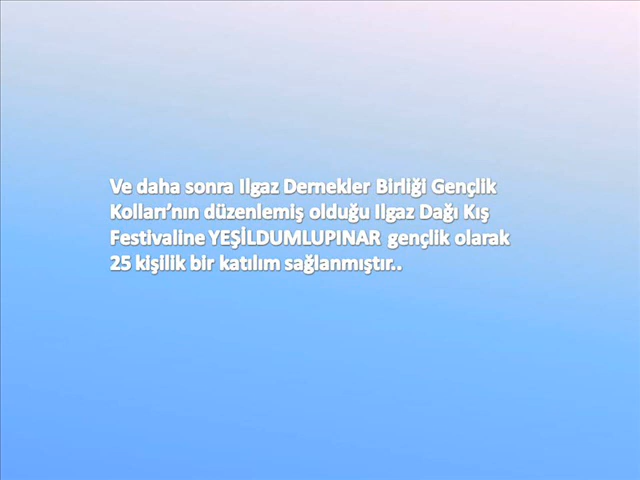 Ve daha sonra Ilgaz Dernekler Birliği Gençlik
Kolları’nın düzenlemiş olduğu Ilgaz Dağı Kış
Festivaline YEŞİLDUMLUPINAR gençlik olarak
25 kişilik bir katılım sağlanmıştır..